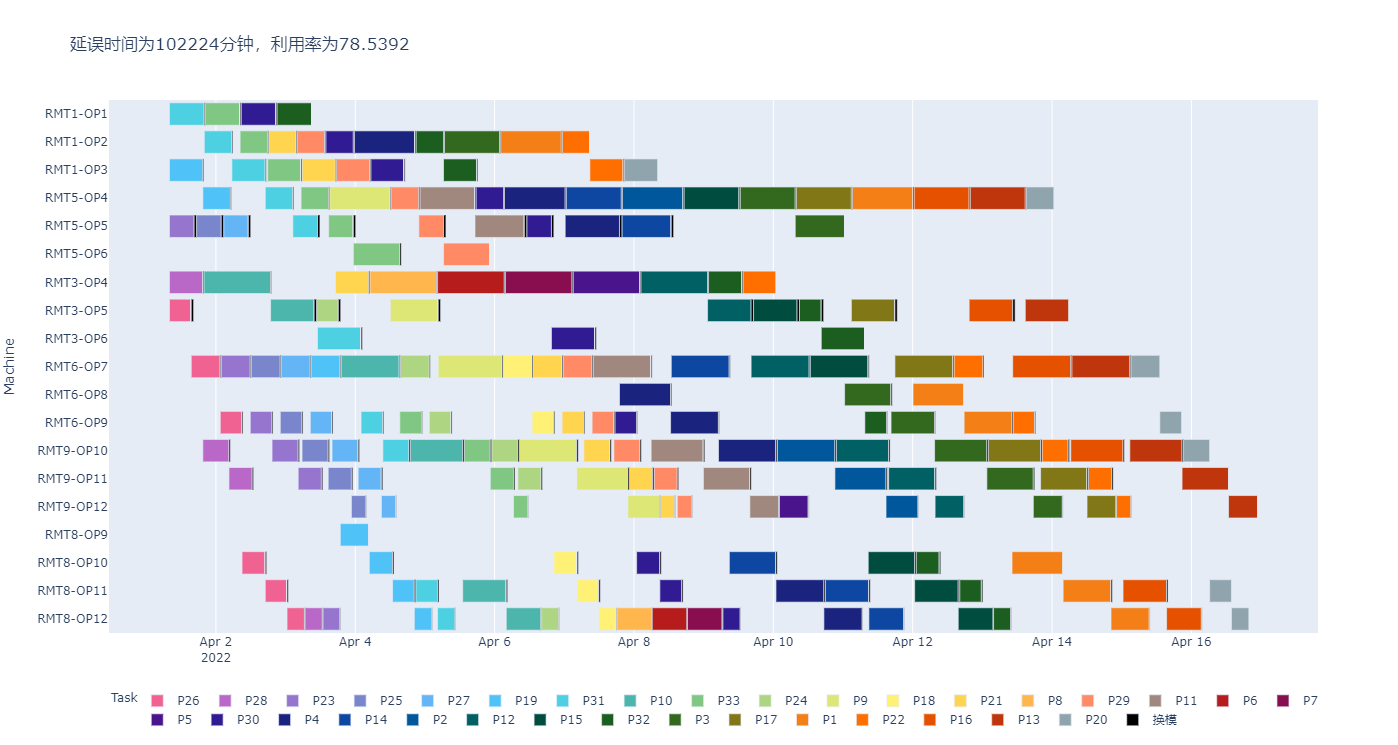 延误时间为102224分钟，利用率为78.5392
RMT1-OP1
RMT1-OP2
RMT1-OP3
RMT5-OP4
RMT5-OP5
RMT5-OP6
RMT3-OP4
RMT3-OP5
RMT3-OP6
RMT6-OP7
RMT6-OP8
RMT6-OP9
RMT9-OP10
RMT9-OP11
RMT9-OP12
RMT8-OP9
RMT8-OP10
RMT8-OP11
RMT8-OP12
Machine
Apr 2 Apr 4 Apr 6 Apr 8 Apr 10 Apr 12 Apr 14 Apr 16
2022
Task P26 P28 P23 P25 P27 P19 P31 P10 P33 P24 P9 P18 P21 P8 P29 P11 P6 P7
P5 P30 P4 P14 P2 P12 P15 P32 P3 P17 P1 P22 P16 P13 P20 换模